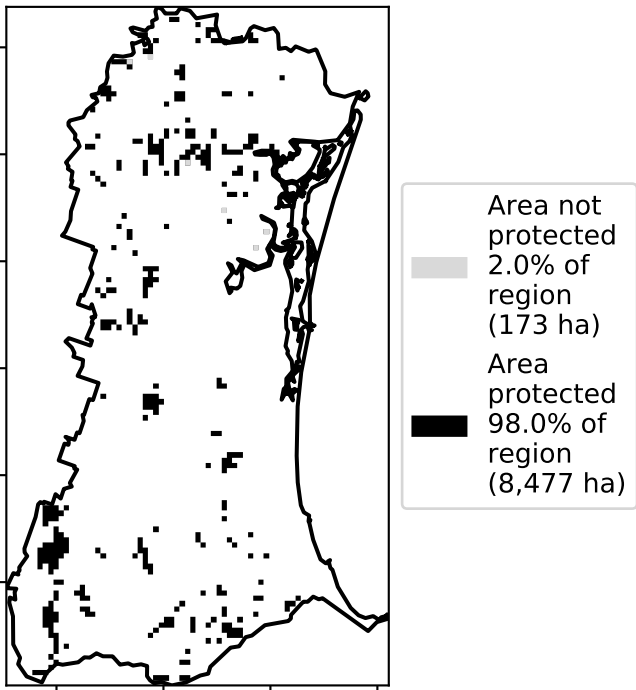 Area not
protected
2.0% of
region
(173 ha)
Area
protected
98.0% of
region
(8,477 ha)